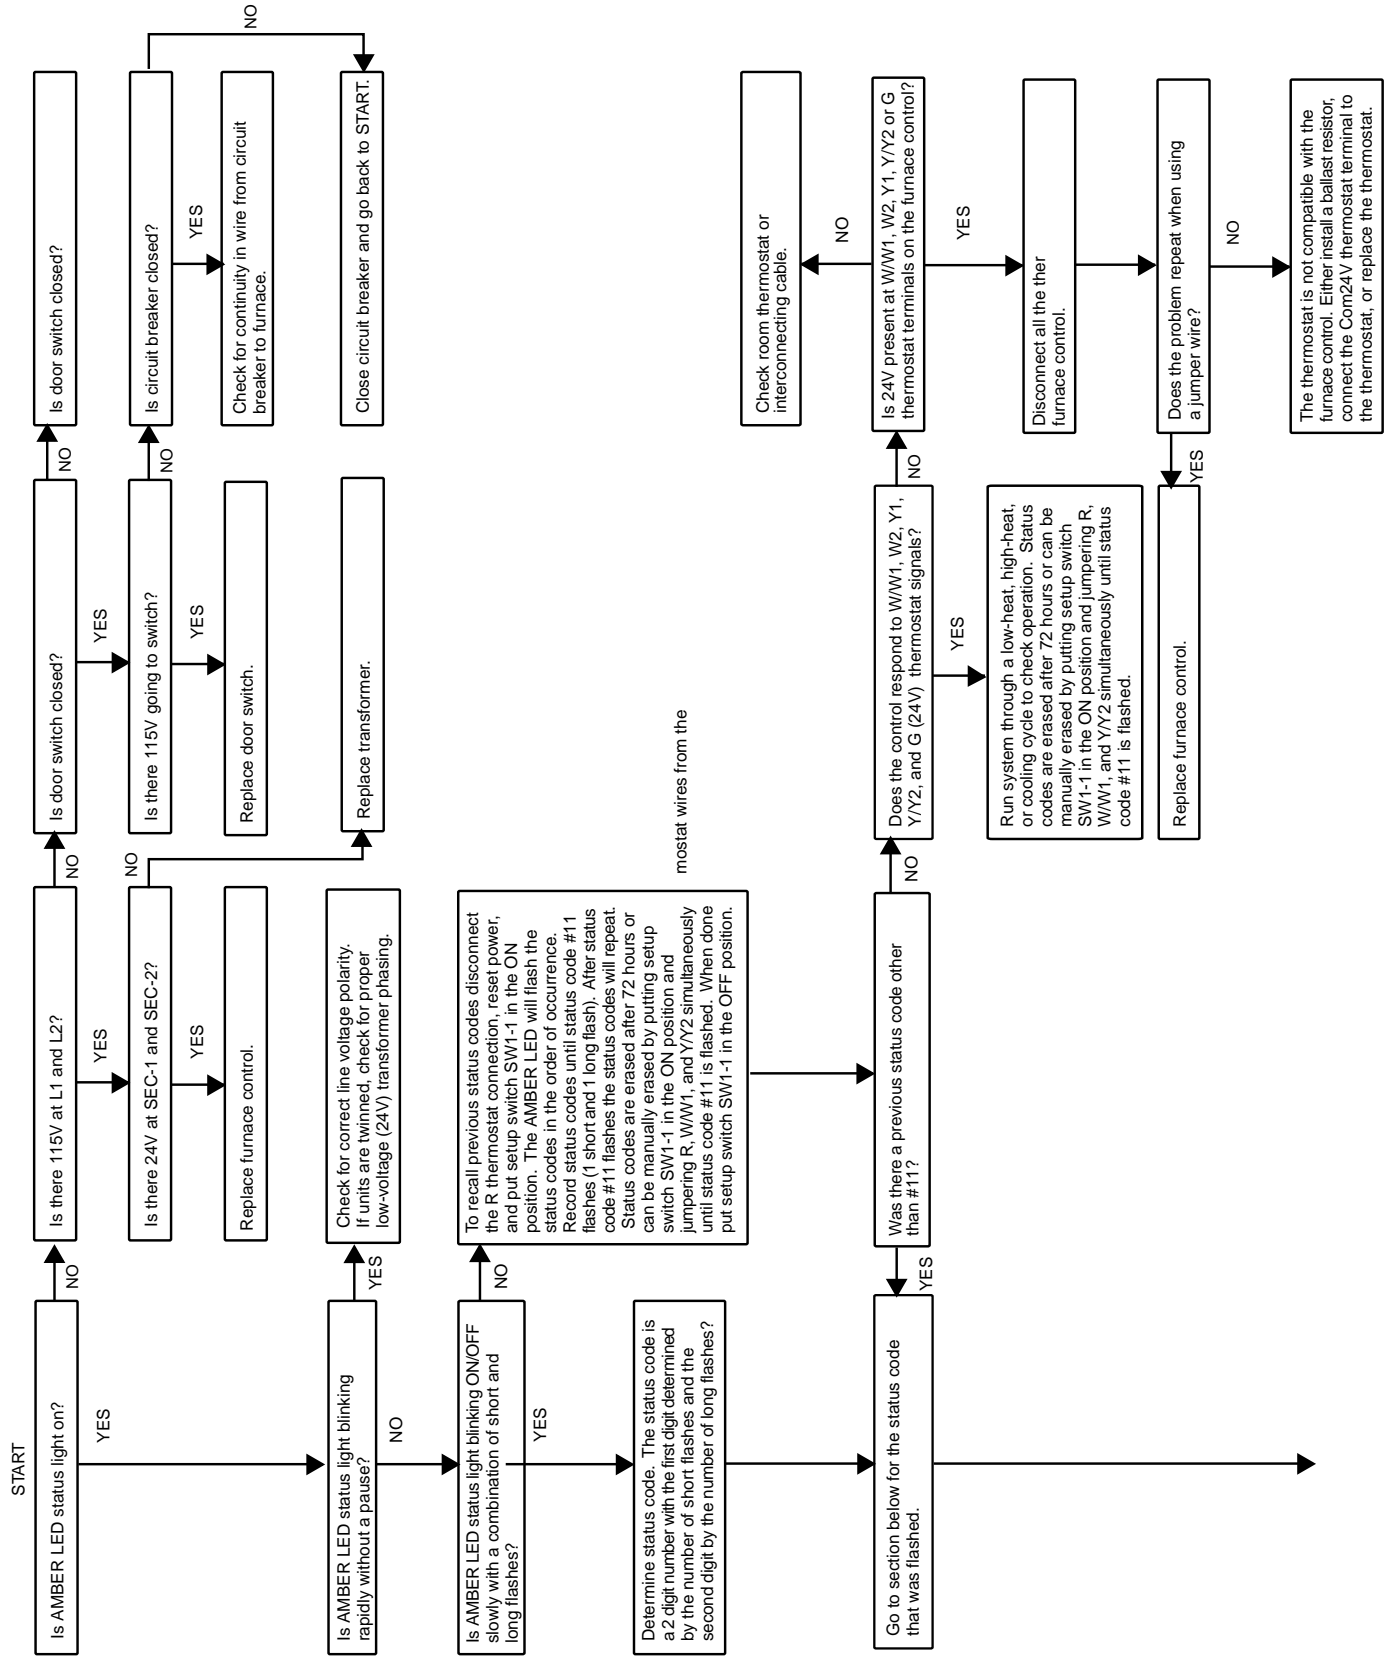 START
Is AMBER LED status light on?
NO
YES
Is there 115V at L1 and L2?
NO
YES
Is door switch closed?
NO
YES
Is door switch closed?
Is there 24V at SEC-1 and SEC-2?
NO
YES
Is there 115V going to switch?
NO
YES
Is circuit breaker closed?
NO
YES
Replace furnace control.
Replace door switch.
Check for continuity in wire from circuit
breaker to furnace.
Is AMBER LED status light blinking
rapidly without a pause?
YES
NO
Check for correct line voltage polarity.
If units are twinned, check for proper
low-voltage (24V) transformer phasing.
Replace transformer.
Close circuit breaker and go back to START.
Is AMBER LED status light blinking ON/OFF
slowly with a combination of short and
long flashes?
NO
YES
To recall previous status codes disconnect
the R thermostat connection, reset power,
and put setup switch SW1-1 in the ON
position. The AMBER LED will flash the
status codes in the order of occurrence.
Record status codes until status code #11
flashes (1 short and 1 long flash). After status
code #11 flashes the status codes will repeat.
Status codes are erased after 72 hours or
can be manually erased by putting setup
switch SW1-1 in the ON position and
jumpering R, W/W1, and Y/Y2 simultaneously
until status code #11 is flashed. When done
put setup switch SW1-1 in the OFF position.
Determine status code. The status code is
a 2 digit number with the first digit determined
by the number of short flashes and the
second digit by the number of long flashes?
mostat wires from the
Check room thermostat or
interconnecting cable.
NO
Go to section below for the status code
that was flashed.
YES
Was there a previous status code other
than #11?
NO
Does the control respond to W/W1, W2, Y1,
Y/Y2, and G (24V) thermostat signals?
NO
YES
Is 24V present at W/W1, W2, Y1, Y/Y2 or G
thermostat terminals on the furnace control?
YES
Run system through a low-heat, high-heat,
or cooling cycle to check operation. Status
codes are erased after 72 hours or can be
manually erased by putting setup switch
SW1-1 in the ON position and jumpering R,
W/W1, and Y/Y2 simultaneously until status
code #11 is flashed.
Disconnect all the ther
furnace control.
Replace furnace control.
YES
Does the problem repeat when using
a jumper wire?
NO
The thermostat is not compatible with the
furnace control. Either install a ballast resistor,
connect the Com24V thermostat terminal to
the thermostat, or replace the thermostat.